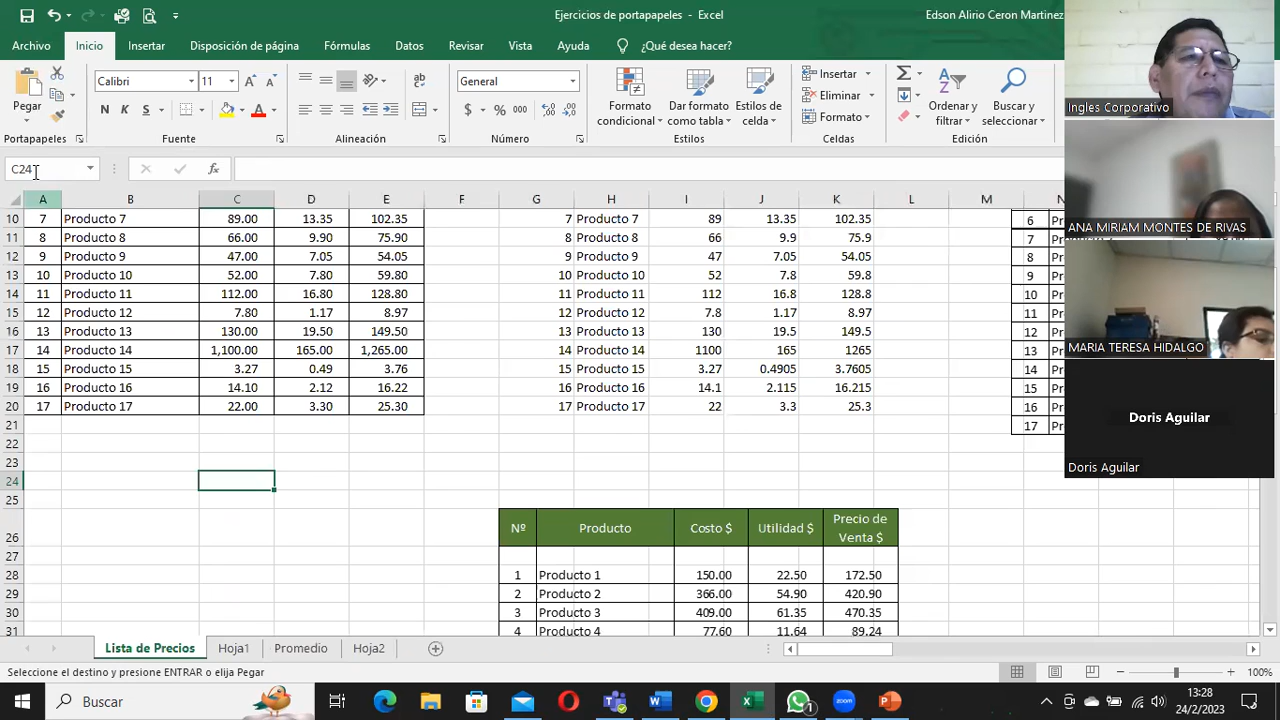 Ejercicios de portapapeles - Excel
Edson Alirio Ceron Martinez
Archivo Inicio Insertar Disposición de página Fórmulas Datos Revisar Vista Ayuda ¿Qué desea hacer?
Pegar
Calibri 11
N K S
ab
General
$ % 000
Formato condicional
Dar formato como tabla
Estilos de celda
Insertar
Eliminar
Formato
Ordenar y filtrar
Buscar y seleccionar
Portapapeles Fuente Alineación Número Estilos Celdas Edición
C24 fx
A B C D E F G H I J K L M N
10 7 Producto 7 89.00 13.35 102.35 7 Producto 7 89 13.35 102.35 6
11 8 Producto 8 66.00 9.90 75.90 8 Producto 8 66 9.9 75.9 7
12 9 Producto 9 47.00 7.05 54.05 9 Producto 9 47 7.05 54.05 8
13 10 Producto 10 52.00 7.80 59.80 10 Producto 10 52 7.8 59.8 9
14 11 Producto 11 112.00 16.80 128.80 11 Producto 11 112 16.8 128.8 10
15 12 Producto 12 7.80 1.17 8.97 12 Producto 12 7.8 1.17 8.97 11
16 13 Producto 13 130.00 19.50 149.50 13 Producto 13 130 19.5 149.5 12
17 14 Producto 14 1,100.00 165.00 1,265.00 14 Producto 14 1100 165 1265 13
18 15 Producto 15 3.27 0.49 3.76 15 Producto 15 3.27 0.4905 3.7605 14
19 16 Producto 16 14.10 2.12 16.22 16 Producto 16 14.1 2.115 16.215 15
20 17 Producto 17 22.00 3.30 25.30 17 Producto 17 22 3.3 25.3 16
21 17
22
23
24
25
26 Nº Producto Costo $ Utilidad $ Precio de Venta $
27
28 1 Producto 1 150.00 22.50 172.50
29 2 Producto 2 366.00 54.90 420.90
30 3 Producto 3 409.00 61.35 470.35
31 4 Producto 4 77.60 11.64 89.24
Lista de Precios Hoja1 Promedio Hoja2
Seleccione el destino y presione ENTRAR o elija Pegar
100%
Buscar
13:28
24/2/2023
Ingles Corporativo
ANA MIRIAM MONTES DE RIVAS
MARIA TERESA HIDALGO
Doris Aguilar
Doris Aguilar